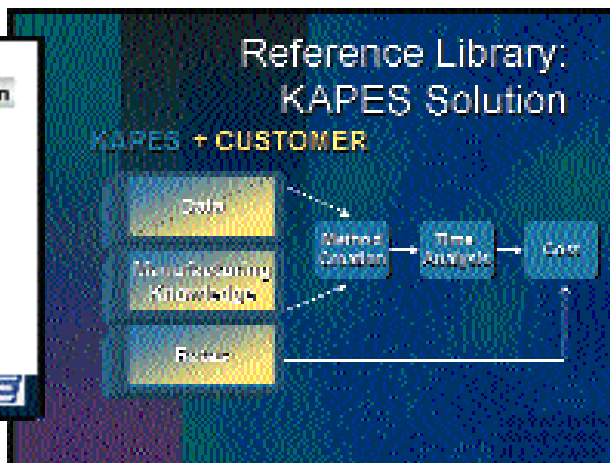 Reference Library:
KAPES Solution
KAPES + CUSTOMER
Data
Manufacturing
Knowledge
Rates
Method
Creation
Time
Analysis
Cost